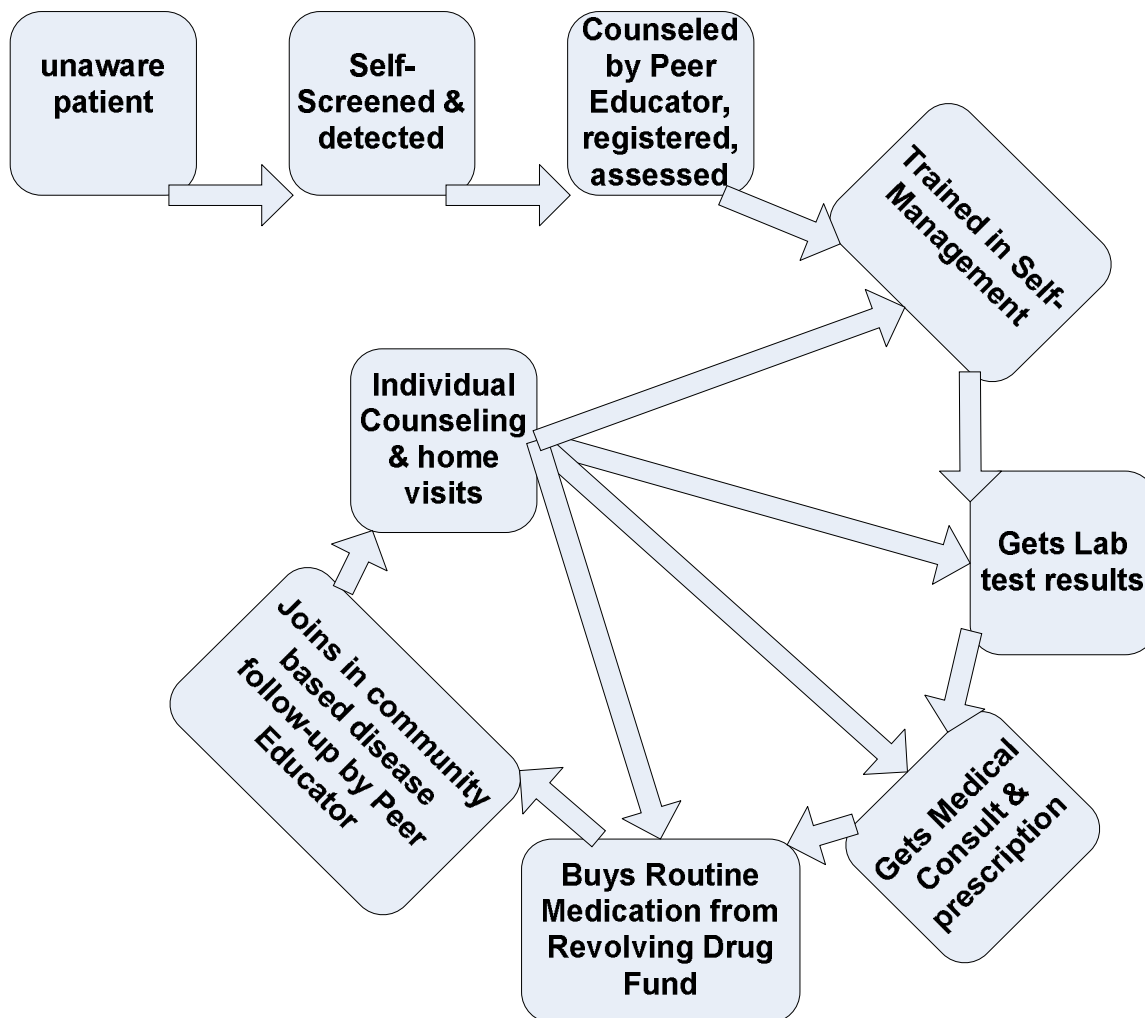 unaware
patient
Self-
Screened &
detected
Counseled
by Peer
Educator,
registered,
assessed
Trained in Self-
Management
Individual
Counseling
& home
visits
Gets Lab
test results
Joins in community
based disease
follow-up by Peer
Educator
Gets Medical
Consult &
prescription
Buys Routine
Medication from
Revolving Drug
Fund